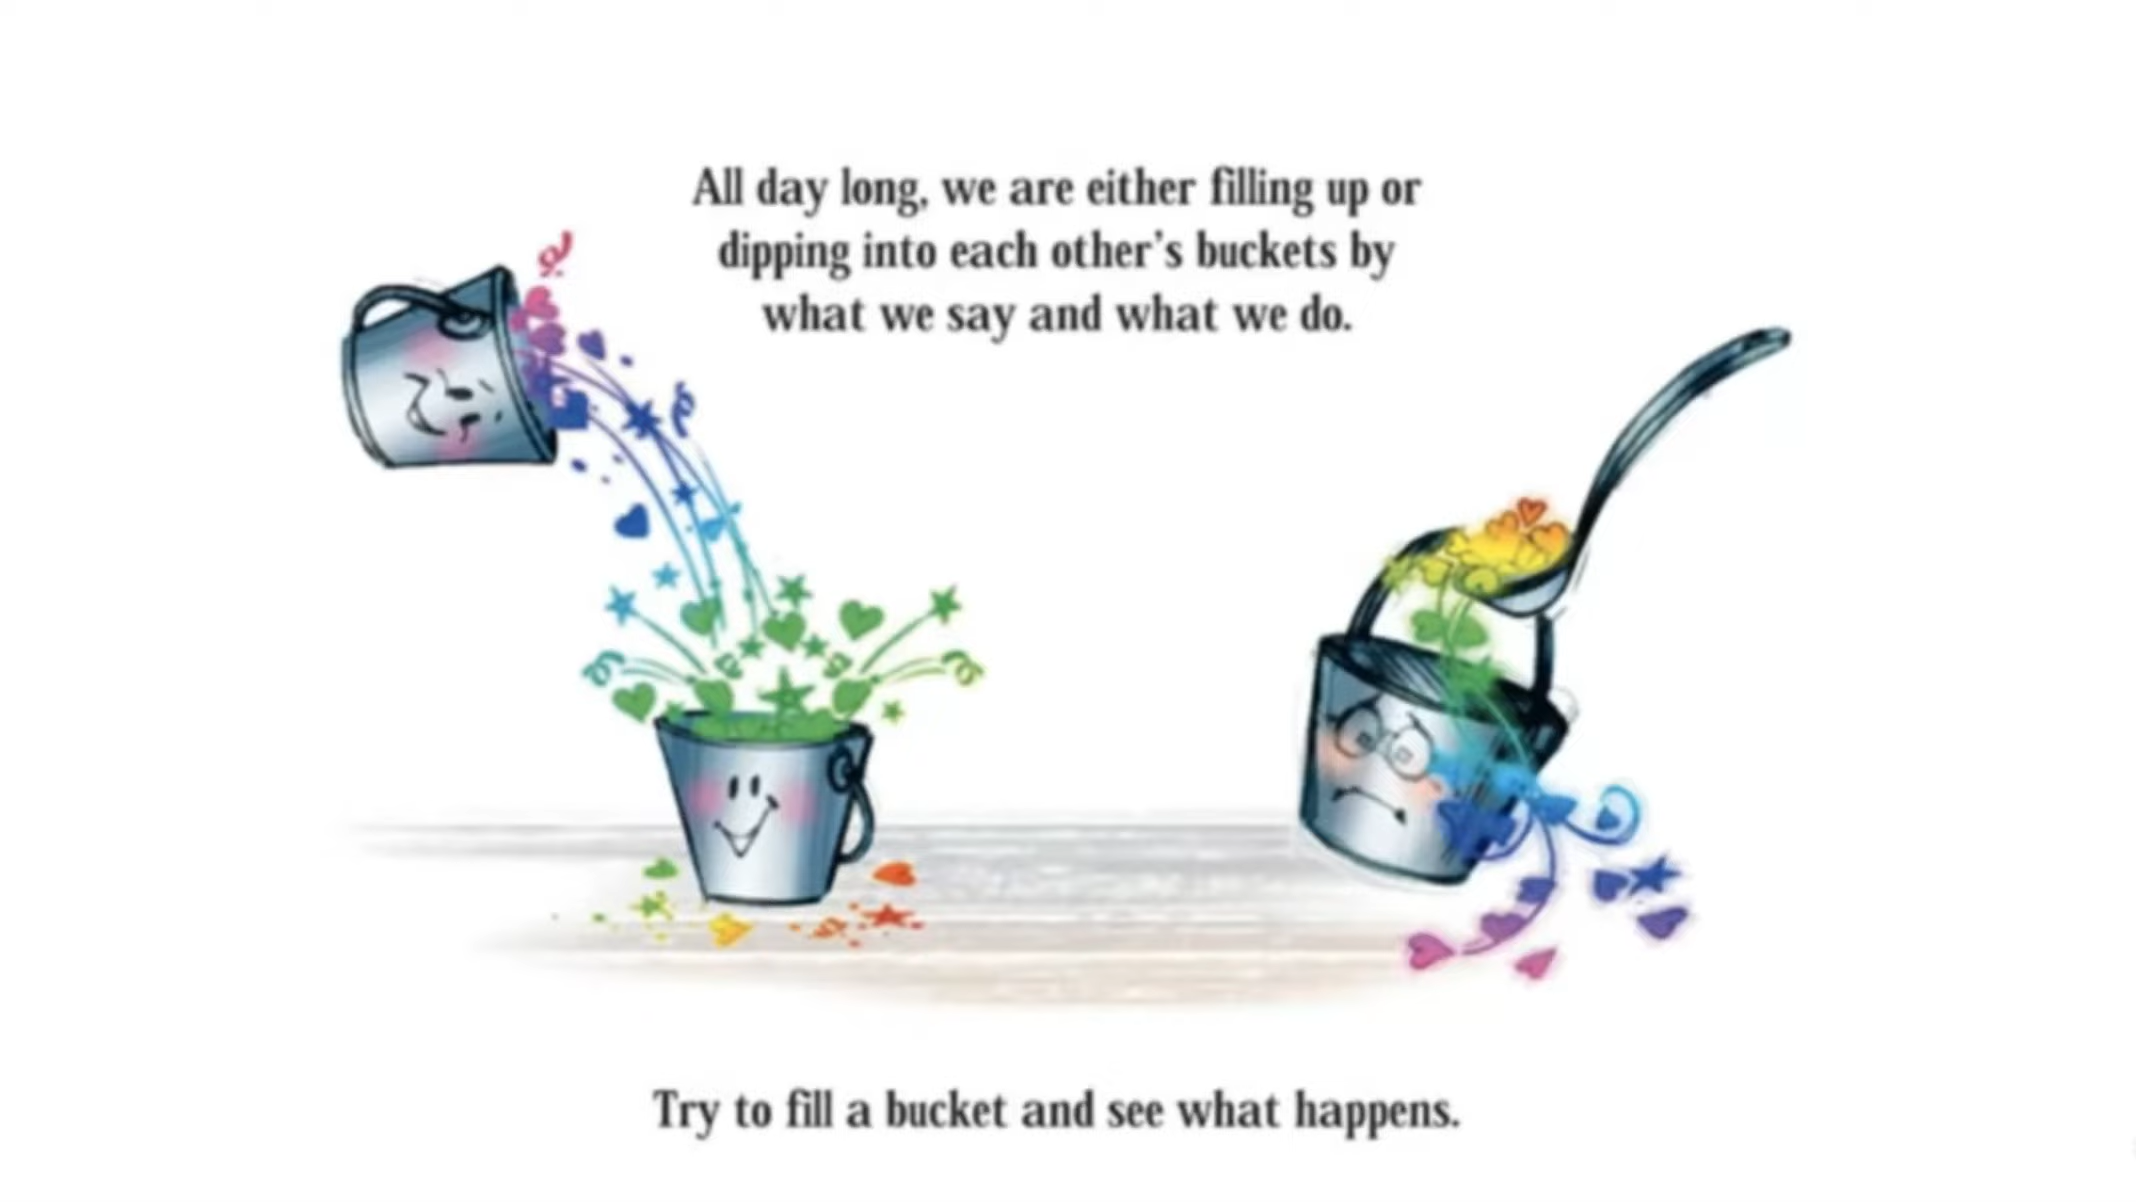 All day long, we are either filling up or
dipping into each other's buckets by
what we say and what we do.
Try to fill a bucket and see what happens.